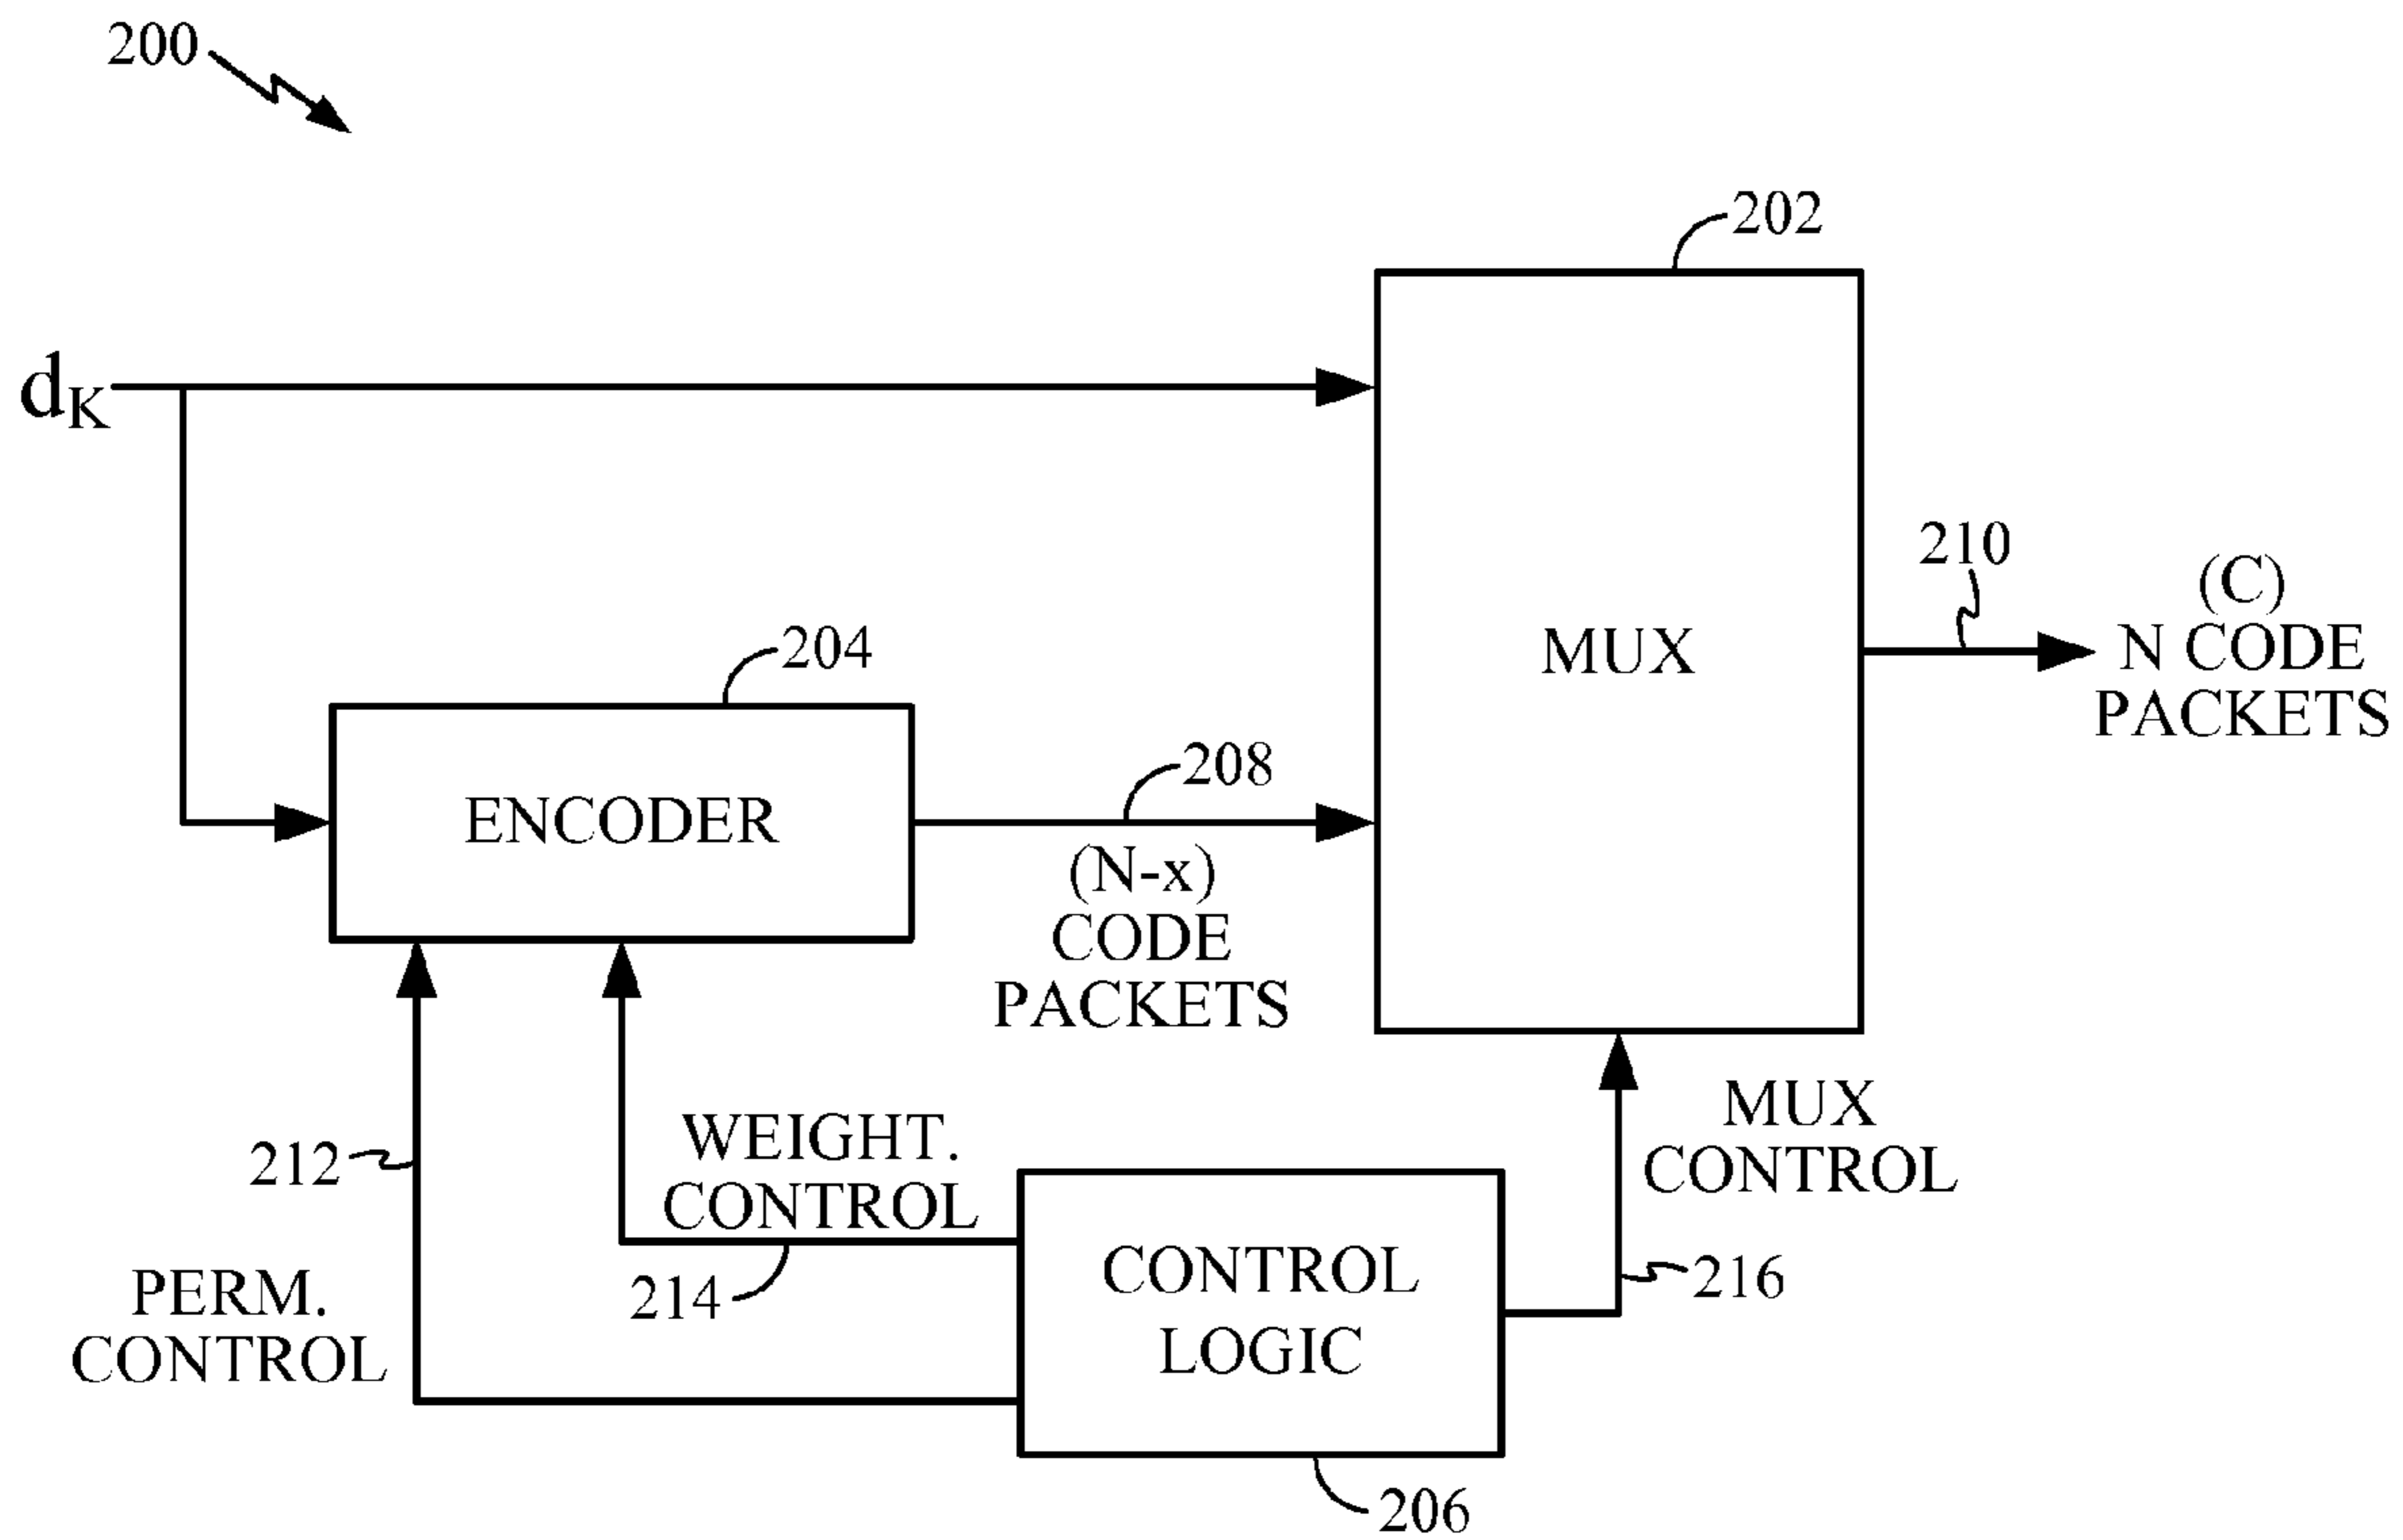 200
202
dK
210
(C)
N CODE
PACKETS
204
MUX
208
ENCODER
(N-x)
CODE
PACKETS
MUX
CONTROL
WEIGHT.
CONTROL
212
214
CONTROL
LOGIC
216
PERM.
CONTROL
206